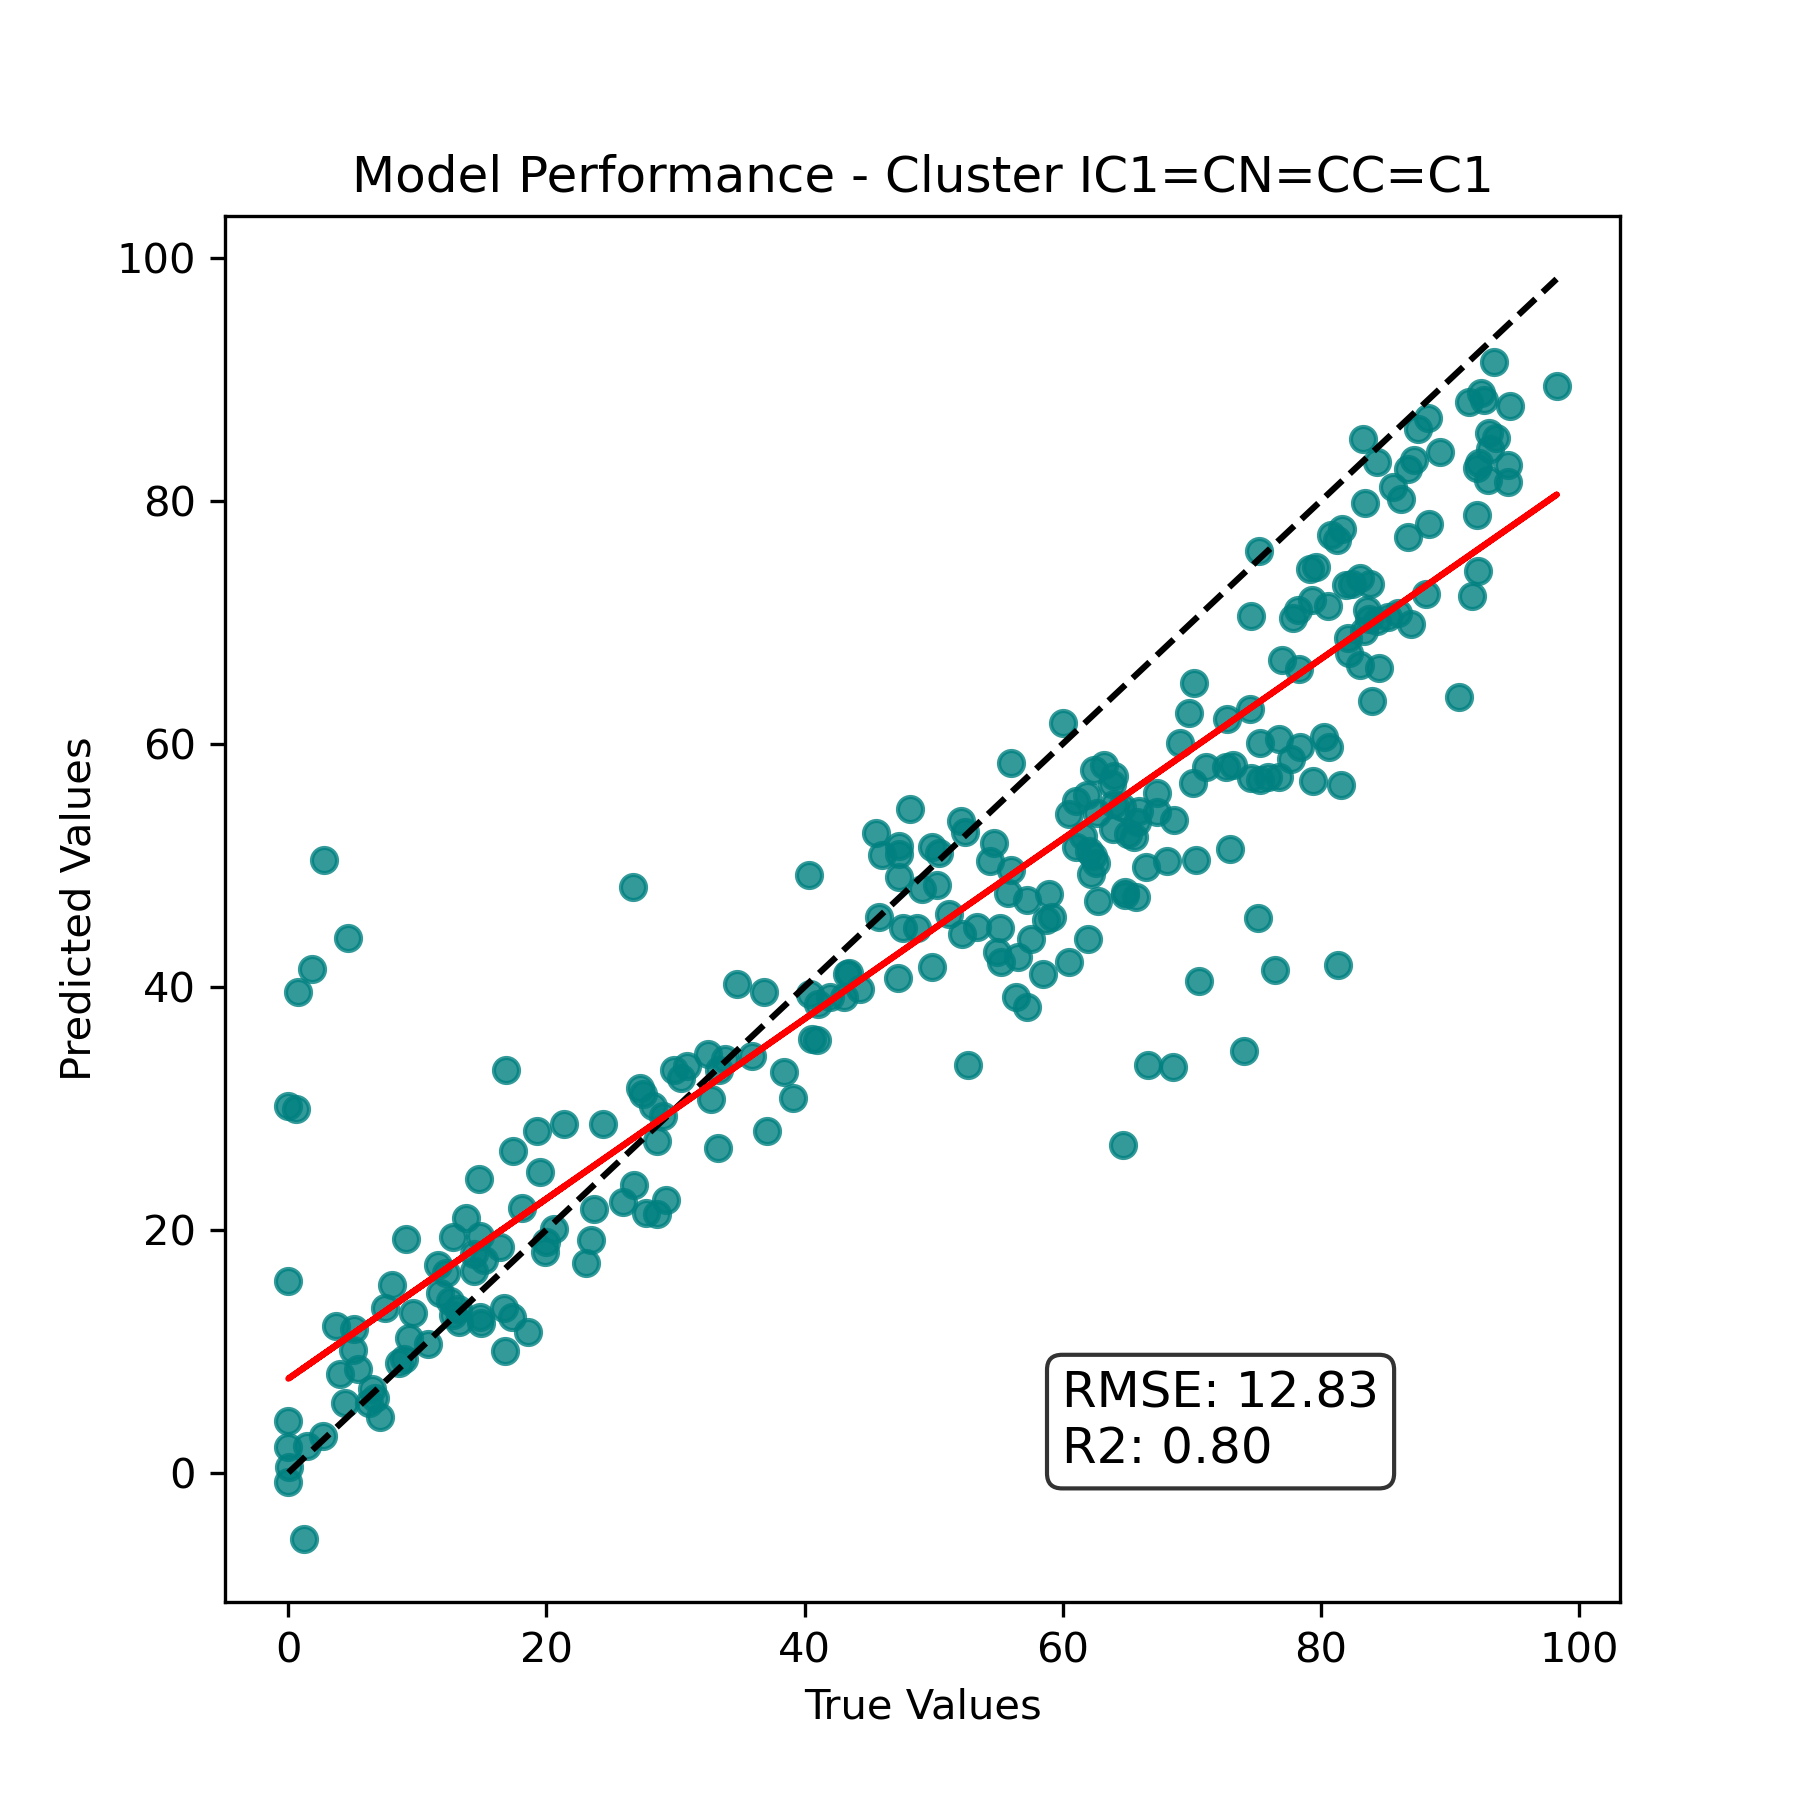 Model Performance - Cluster IC1=CN=CC=C1
100
80
60
40
20
0
Predicted Values
RMSE: 12.83
R2: 0.80
0 20 40 60 80 100
True Values